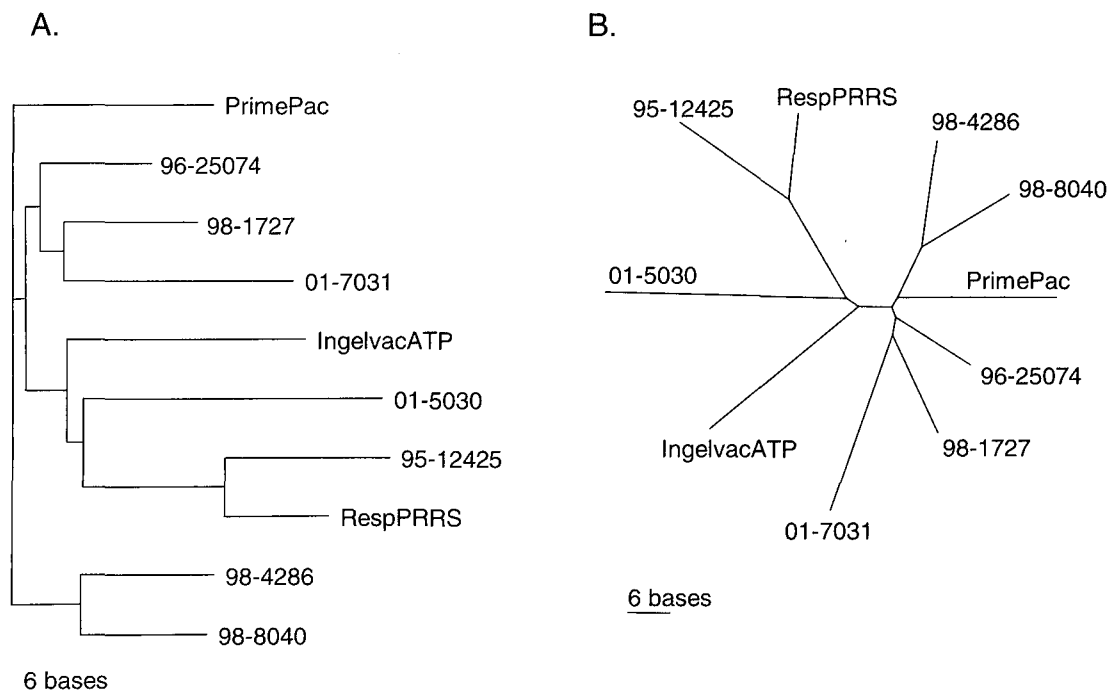 A.
PrimePac
96-25074
98-1727
01-7031
IngelvacATP
01-5030
95-12425
RespPRRS
98-4286
98-8040
6 bases
B.
95-12425
RespPRRS
98-4286
98-8040
01-5030
PrimePac
96-25074
IngelvacATP
98-1727
01-7031
6 bases